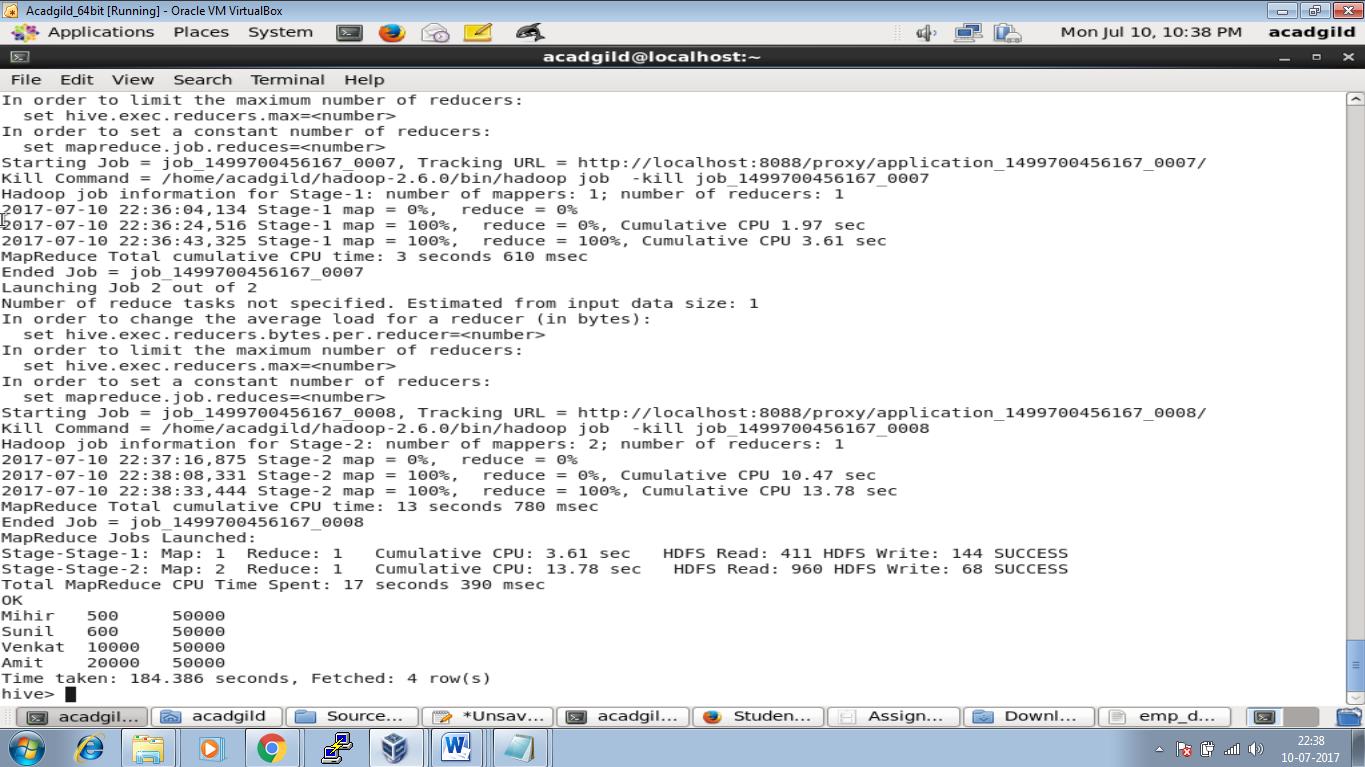 Acadgild_64bit [Running] - Oracle VM VirtualBox
Applications Places System Mon Jul 10, 10:38 PM acadgild
acadgild@localhost:~
File Edit View Search Terminal Help
In order to limit the maximum number of reducers:
  set hive.exec.reducers.max=<number>
In order to set a constant number of reducers:
  set mapreduce.job.reduces=<number>
Starting Job = job_1499700456167_0007, Tracking URL = http://localhost:8088/proxy/application_1499700456167_0007/
Kill Command = /home/acadgild/hadoop-2.6.0/bin/hadoop job  -kill job_1499700456167_0007
Hadoop job information for Stage-1: number of mappers: 1; number of reducers: 1
2017-07-10 22:36:04,134 Stage-1 map = 0%,  reduce = 0%
2017-07-10 22:36:24,516 Stage-1 map = 100%,  reduce = 0%, Cumulative CPU 1.97 sec
2017-07-10 22:36:43,325 Stage-1 map = 100%,  reduce = 100%, Cumulative CPU 3.61 sec
MapReduce Total cumulative CPU time: 3 seconds 610 msec
Ended Job = job_1499700456167_0007
Launching Job 2 out of 2
Number of reduce tasks not specified. Estimated from input data size: 1
In order to change the average load for a reducer (in bytes):
  set hive.exec.reducers.bytes.per.reducer=<number>
In order to limit the maximum number of reducers:
  set hive.exec.reducers.max=<number>
In order to set a constant number of reducers:
  set mapreduce.job.reduces=<number>
Starting Job = job_1499700456167_0008, Tracking URL = http://localhost:8088/proxy/application_1499700456167_0008/
Kill Command = /home/acadgild/hadoop-2.6.0/bin/hadoop job  -kill job_1499700456167_0008
Hadoop job information for Stage-2: number of mappers: 2; number of reducers: 1
2017-07-10 22:37:16,875 Stage-2 map = 0%,  reduce = 0%
2017-07-10 22:38:08,331 Stage-2 map = 100%,  reduce = 0%, Cumulative CPU 10.47 sec
2017-07-10 22:38:33,444 Stage-2 map = 100%,  reduce = 100%, Cumulative CPU 13.78 sec
MapReduce Total cumulative CPU time: 13 seconds 780 msec
Ended Job = job_1499700456167_0008
MapReduce Jobs Launched:
Stage-Stage-1: Map: 1  Reduce: 1   Cumulative CPU: 3.61 sec   HDFS Read: 411 HDFS Write: 144 SUCCESS
Stage-Stage-2: Map: 2  Reduce: 1   Cumulative CPU: 13.78 sec   HDFS Read: 960 HDFS Write: 68 SUCCESS
Total MapReduce CPU Time Spent: 17 seconds 390 msec
OK
Mihir   500     50000
Sunil   600     50000
Venkat  10000   50000
Amit    20000   50000
Time taken: 184.386 seconds, Fetched: 4 row(s)
hive>
acadgil... acadgild Source... *Unsav... acadgil... Studen... Assign... Downl... emp_d...
22:38
10-07-2017